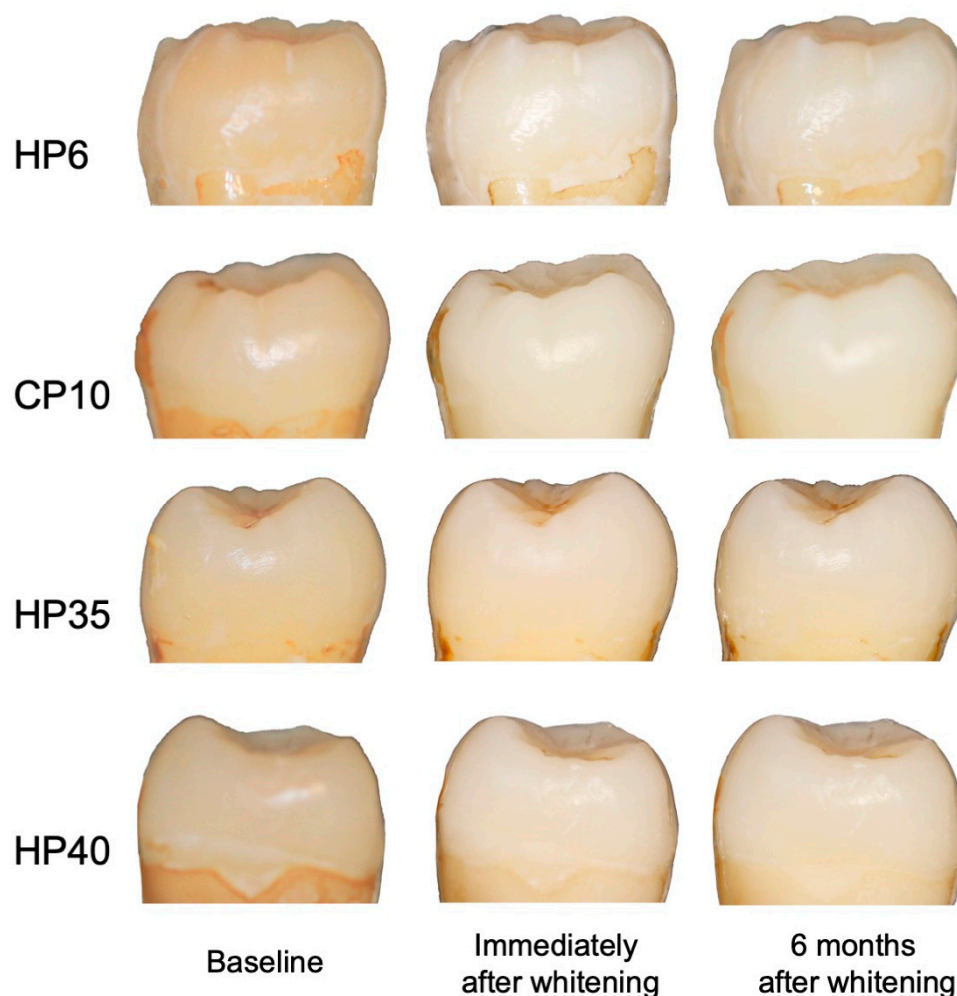 HP6
CP10
HP35
HP40
Baseline
Immediately
after whitening
6 months
after whitening